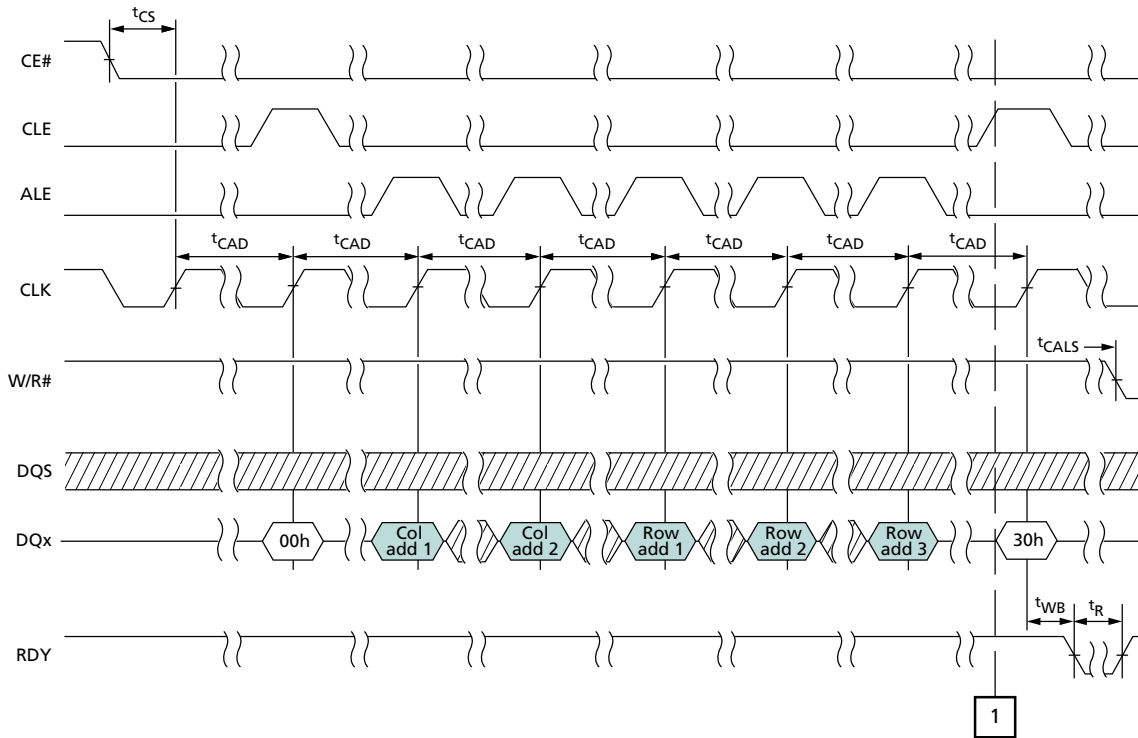 tCS
CE#
CLE
ALE
tCAD tCAD tCAD tCAD tCAD tCAD tCAD
CLK
tCALS
W/R#
DQS
DQx
00h
Col add 1
Col add 2
Row add 1
Row add 2
Row add 3
30h
tWB tR
RDY
1